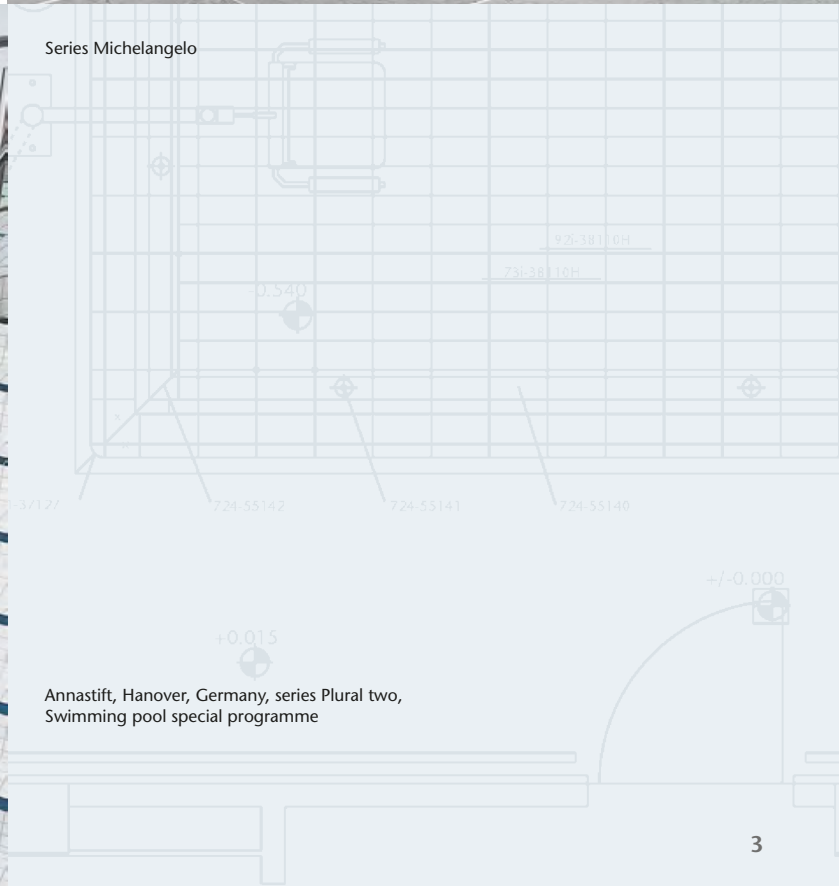 Series Michelangelo
92i-38110H
73i-38110H
-0.540
724-55142
724-55141
724-55140
+/-0.000
+0.015
Annastift, Hanover, Germany, series Plural two,
Swimming pool special programme
3